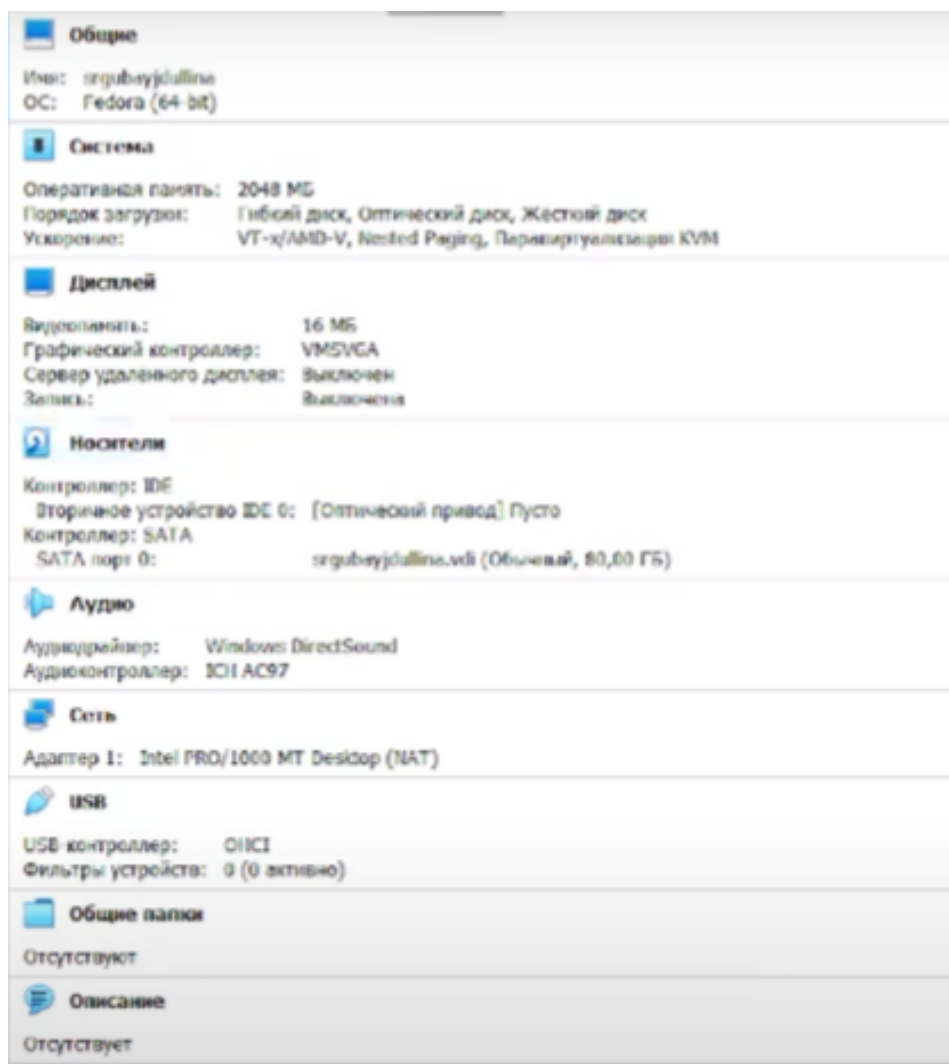 Общие
Имя: srgubayjdullina
ОС: Fedora (64-bit)
Система
Оперативная память: 2048 МБ
Порядок загрузки: Гибкий диск, Оптический диск, Жесткий диск
Ускорение: VT-x/AMD-V, Nested Paging, Паравиртуализация KVM
Дисплей
Видеопамять: 16 МБ
Графический контроллер: VMSVGA
Сервер удаленного дисплея: Выключен
Запись: Выключена
Носители
Контроллер: IDE
Вторичное устройство IDE 0: [Оптический привод] Пусто
Контроллер: SATA
SATA порт 0: srgubayjdullina.vdi (Обычный, 80,00 ГБ)
Аудио
Аудиодрайвер: Windows DirectSound
Аудиоконтроллер: ICH AC97
Сеть
Адаптер 1: Intel PRO/1000 MT Desktop (NAT)
USB
USB-контроллер: OHCI
Фильтры устройств: 0 (0 активно)
Общие папки
Отсутствуют
Описание
Отсутствует